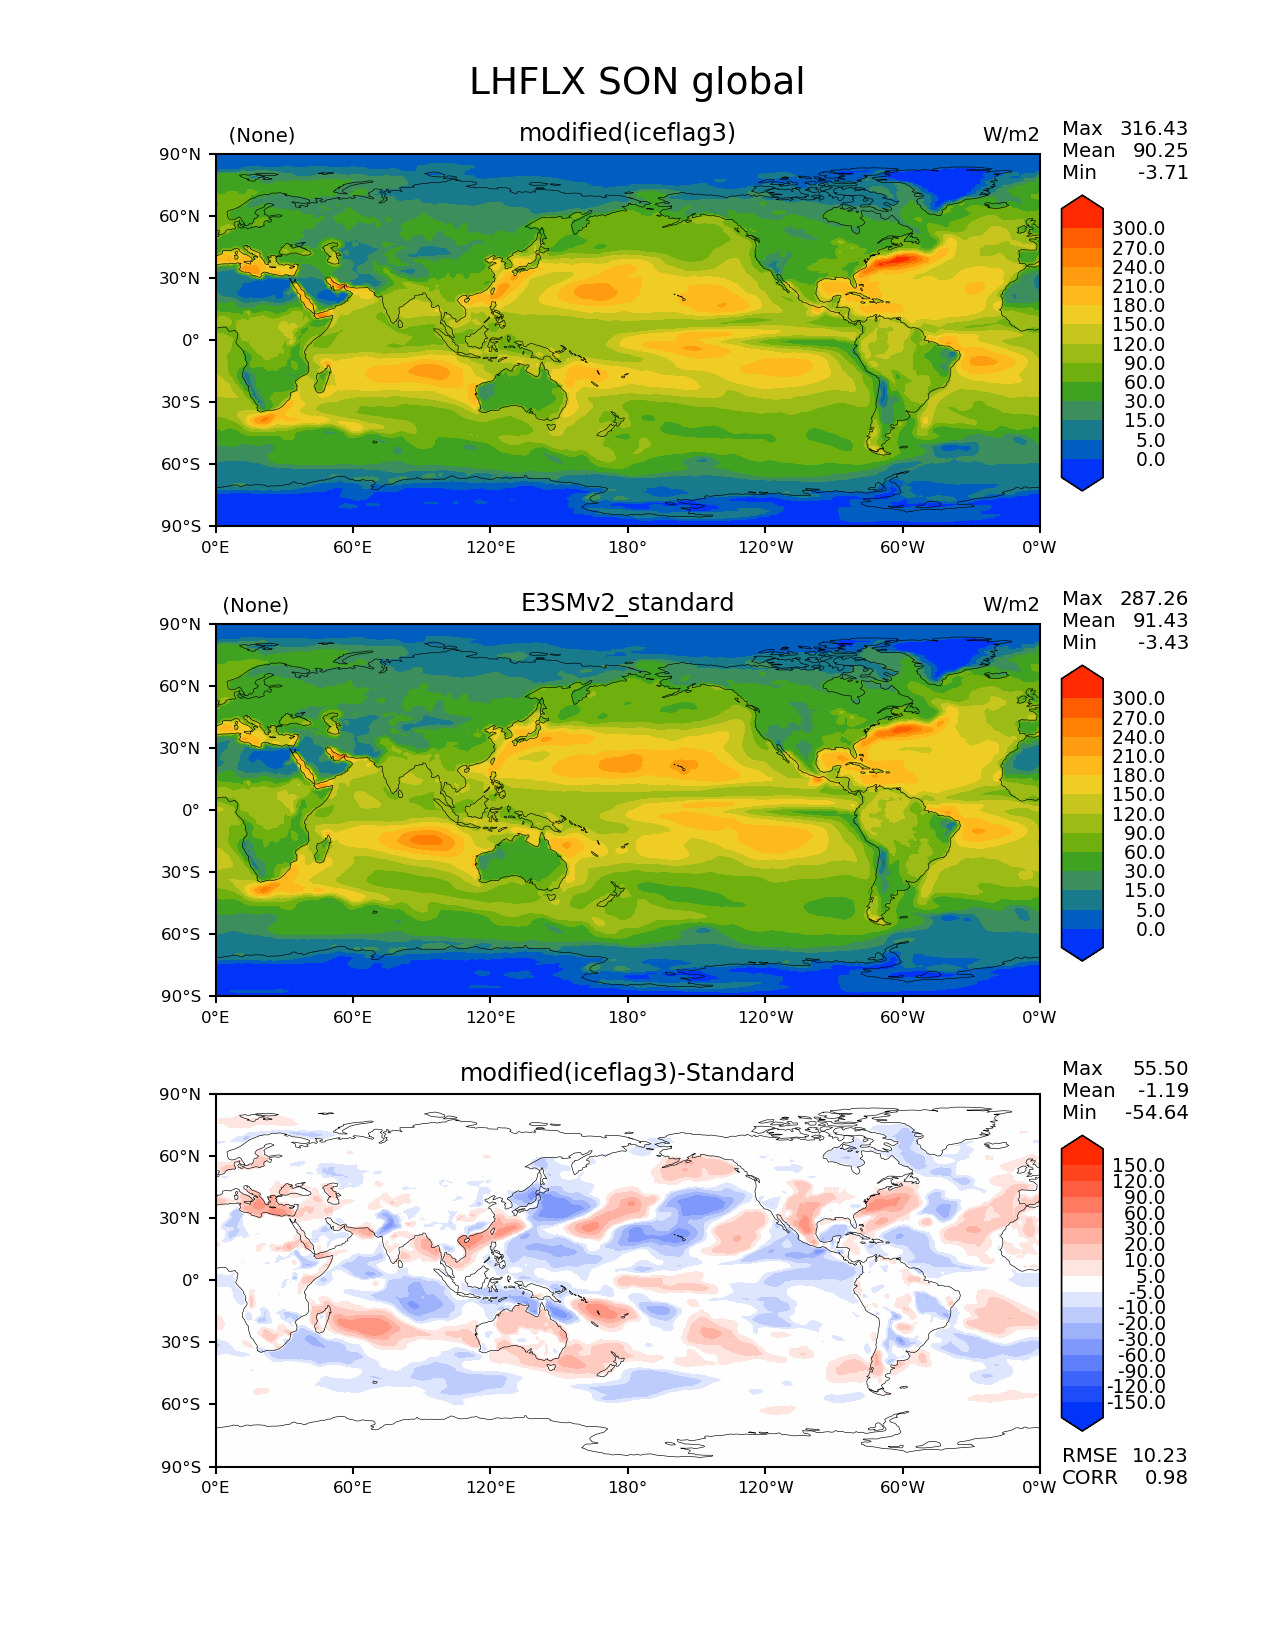 LHFLX SON global
(None) modified(iceflag3) W/m2
Max 316.43
Mean 90.25
Min -3.71
90°N
60°N
30°N
0°
30°S
60°S
90°S
0°E 60°E 120°E 180° 120°W 60°W 0°W
300.0
270.0
240.0
210.0
180.0
150.0
120.0
90.0
60.0
30.0
15.0
5.0
0.0
(None) E3SMv2_standard W/m2
Max 287.26
Mean 91.43
Min -3.43
90°N
60°N
30°N
0°
30°S
60°S
90°S
0°E 60°E 120°E 180° 120°W 60°W 0°W
300.0
270.0
240.0
210.0
180.0
150.0
120.0
90.0
60.0
30.0
15.0
5.0
0.0
modified(iceflag3)-Standard
Max 55.50
Mean -1.19
Min -54.64
90°N
60°N
30°N
0°
30°S
60°S
90°S
0°E 60°E 120°E 180° 120°W 60°W 0°W
150.0
120.0
90.0
60.0
30.0
20.0
10.0
5.0
-5.0
-10.0
-20.0
-30.0
-60.0
-90.0
-120.0
-150.0
RMSE 10.23
CORR 0.98